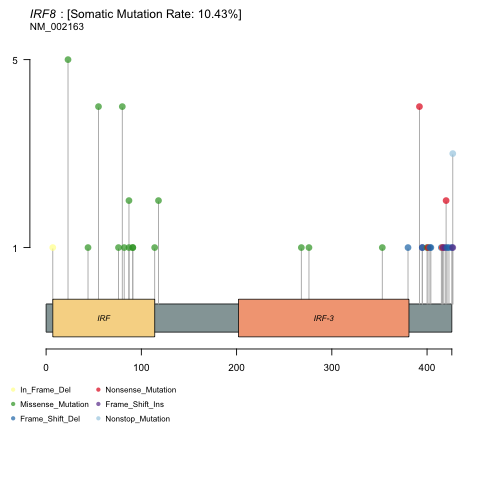 IRF8 : [Somatic Mutation Rate: 10.43%]
NM_002163
5
1
IRF
IRF-3
0 100 200 300 400
In_Frame_Del Nonsense_Mutation
Missense_Mutation Frame_Shift_Ins
Frame_Shift_Del Nonstop_Mutation